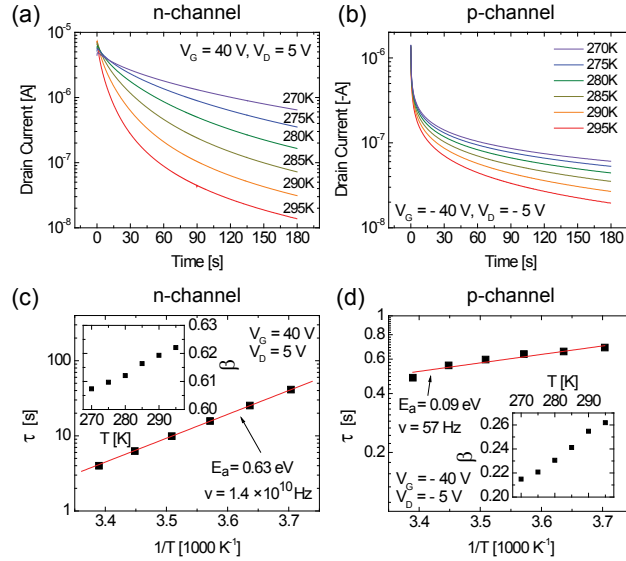 (a) n-channel
Drain Current [A]
10⁻⁵
10⁻⁶
10⁻⁷
10⁻⁸
V_G = 40 V, V_D = 5 V
270K
275K
280K
285K
290K
295K
0 30 60 90 120 150 180
Time [s]
(b) p-channel
Drain Current [-A]
10⁻⁶
10⁻⁷
10⁻⁸
270K
275K
280K
285K
290K
295K
V_G = - 40 V, V_D = - 5 V
0 30 60 90 120 150 180
Time [s]
(c) n-channel
τ [s]
100
10
1
0.63
0.62
0.61
0.60
β
270 280 290
T [K]
V_G = 40 V
V_D = 5 V
E_a = 0.63 eV
ν = 1.4 × 10¹⁰ Hz
3.4 3.5 3.6 3.7
1/T [1000 K⁻¹]
(d) p-channel
τ [s]
0.8
0.6
0.4
0.2
E_a = 0.09 eV
ν = 57 Hz
T [K]
270 280 290
β
0.26
0.24
0.22
0.20
V_G = - 40 V
V_D = - 5 V
3.4 3.5 3.6 3.7
1/T [1000 K⁻¹]